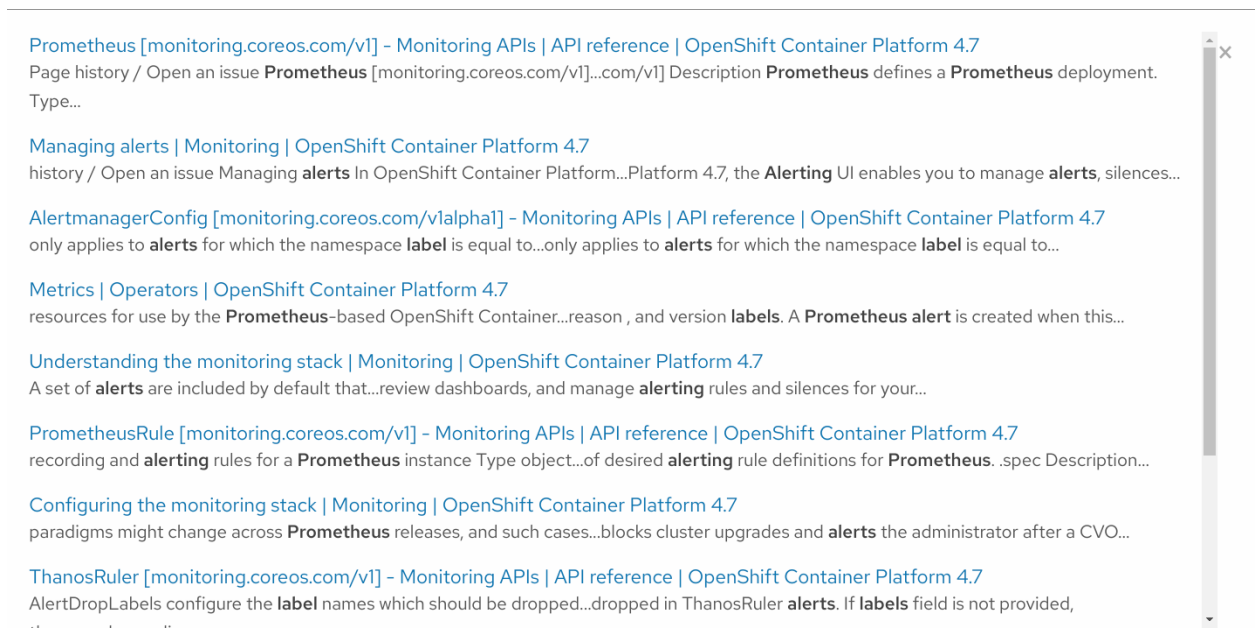 Prometheus [monitoring.coreos.com/v1] - Monitoring APIs | API reference | OpenShift Container Platform 4.7
Page history / Open an issue Prometheus [monitoring.coreos.com/v1]...com/v1] Description Prometheus defines a Prometheus deployment.
Type...
Managing alerts | Monitoring | OpenShift Container Platform 4.7
history / Open an issue Managing alerts In OpenShift Container Platform...Platform 4.7, the Alerting UI enables you to manage alerts, silences...
AlertmanagerConfig [monitoring.coreos.com/v1alpha1] - Monitoring APIs | API reference | OpenShift Container Platform 4.7
only applies to alerts for which the namespace label is equal to...only applies to alerts for which the namespace label is equal to...
Metrics | Operators | OpenShift Container Platform 4.7
resources for use by the Prometheus-based OpenShift Container...reason , and version labels. A Prometheus alert is created when this...
Understanding the monitoring stack | Monitoring | OpenShift Container Platform 4.7
A set of alerts are included by default that...review dashboards, and manage alerting rules and silences for your...
PrometheusRule [monitoring.coreos.com/v1] - Monitoring APIs | API reference | OpenShift Container Platform 4.7
recording and alerting rules for a Prometheus instance Type object...of desired alerting rule definitions for Prometheus. .spec Description...
Configuring the monitoring stack | Monitoring | OpenShift Container Platform 4.7
paradigms might change across Prometheus releases, and such cases...blocks cluster upgrades and alerts the administrator after a CVO...
ThanosRuler [monitoring.coreos.com/v1] - Monitoring APIs | API reference | OpenShift Container Platform 4.7
AlertDropLabels configure the label names which should be dropped...dropped in ThanosRuler alerts. If labels field is not provided,